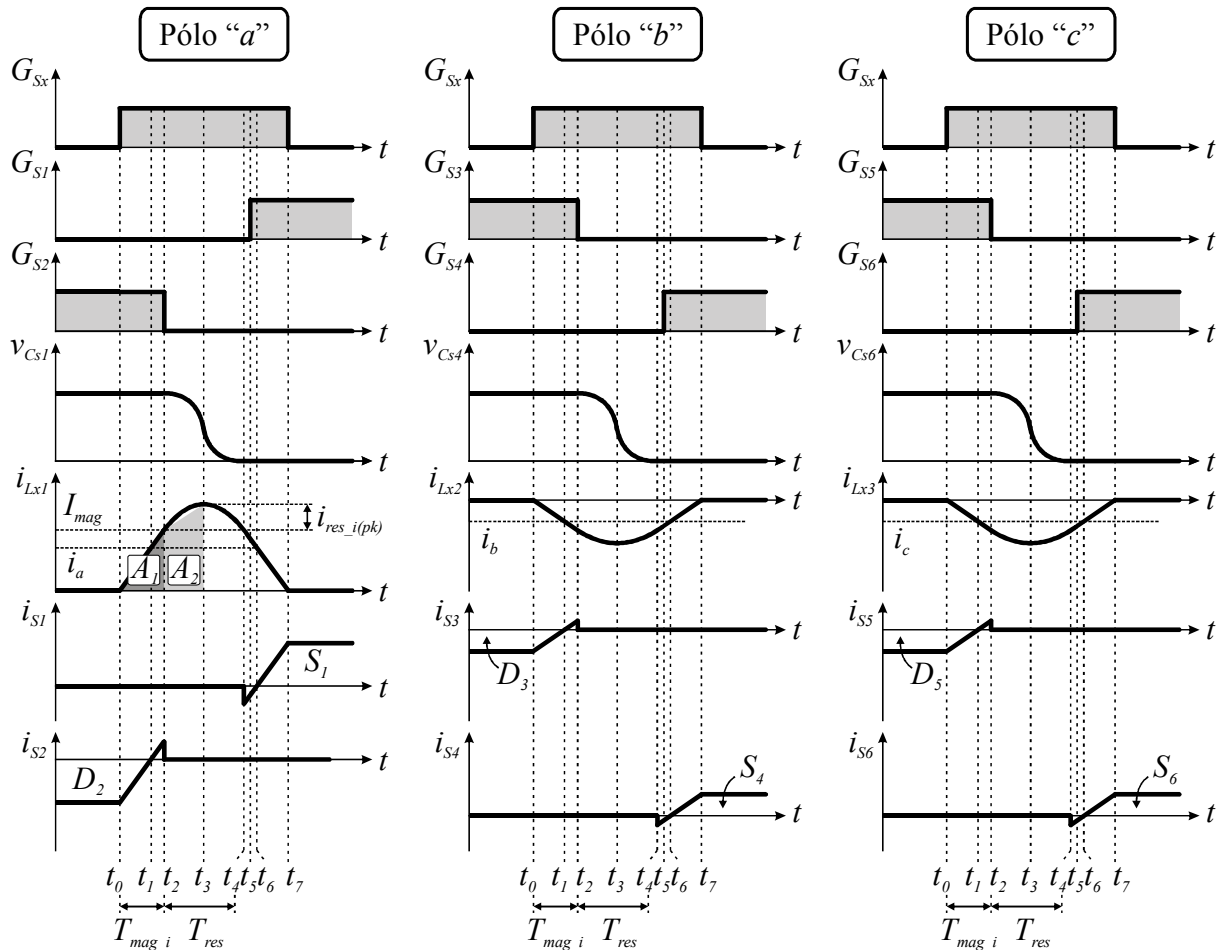 Pólo “a”
Pólo “b”
Pólo “c”
G_Sx t
G_Sx t
G_Sx t
G_S1 t
G_S3 t
G_S5 t
G_S2 t
G_S4 t
G_S6 t
v_Cs1 t
v_Cs4 t
v_Cs6 t
i_Lx1 t
I_mag
i_res_i(pk)
i_a
A_1 A_2
i_Lx2 t
i_b
i_Lx3 t
i_c
i_S1 t
S_1
i_S3 t
D_3
i_S5 t
D_5
i_S2 t
D_2
i_S4 t
S_4
i_S6 t
S_6
t_0 t_1 t_2 t_3 t_4 t_5 t_6 t_7
T_mag_i T_res
t_0 t_1 t_2 t_3 t_4 t_5 t_6 t_7
T_mag_i T_res
t_0 t_1 t_2 t_3 t_4 t_5 t_6 t_7
T_mag_i T_res